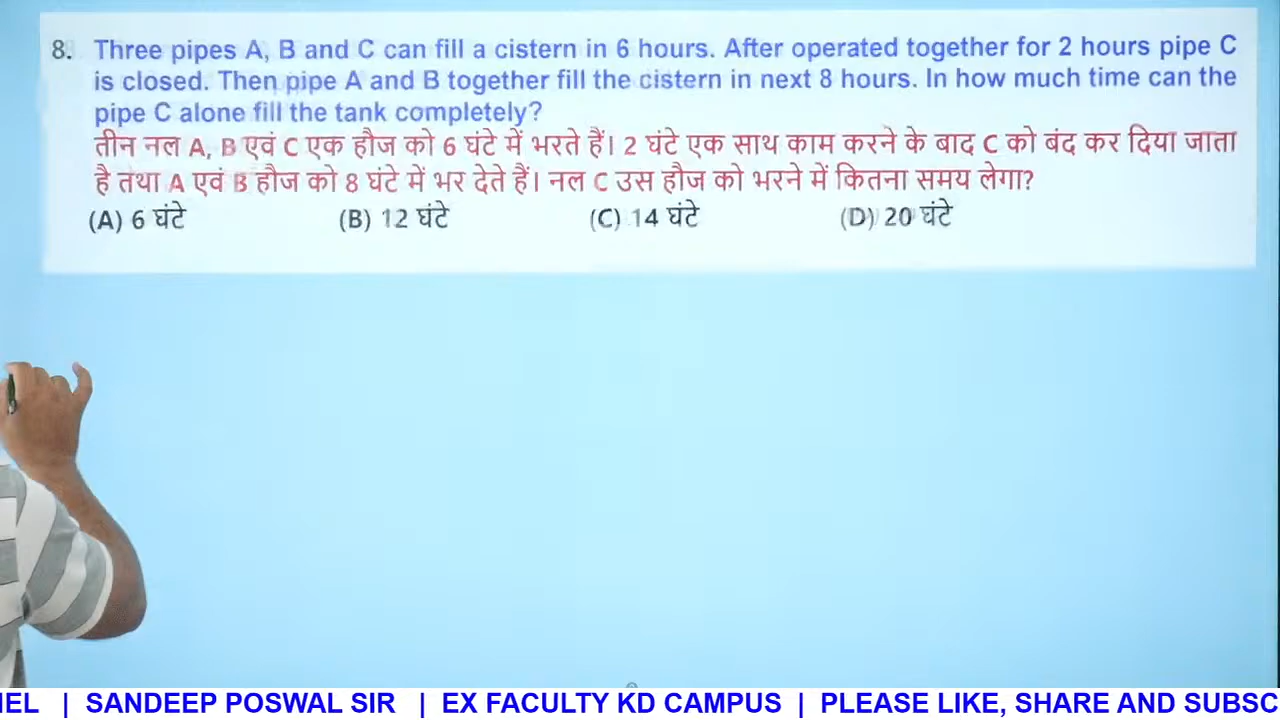 8. Three pipes A, B and C can fill a cistern in 6 hours. After operated together for 2 hours pipe C
is closed. Then pipe A and B together fill the cistern in next 8 hours. In how much time can the
pipe C alone fill the tank completely?
तीन नल A, B एवं C एक हौज को 6 घंटे में भरते हैं। 2 घंटे एक साथ काम करने के बाद C को बंद कर दिया जाता
है तथा A एवं B हौज को 8 घंटे में भर देते हैं। नल C उस हौज को भरने में कितना समय लेगा?
(A) 6 घंटे (B) 12 घंटे (C) 14 घंटे (D) 20 घंटे
| SANDEEP POSWAL SIR | EX FACULTY KD CAMPUS | PLEASE LIKE, SHARE AND